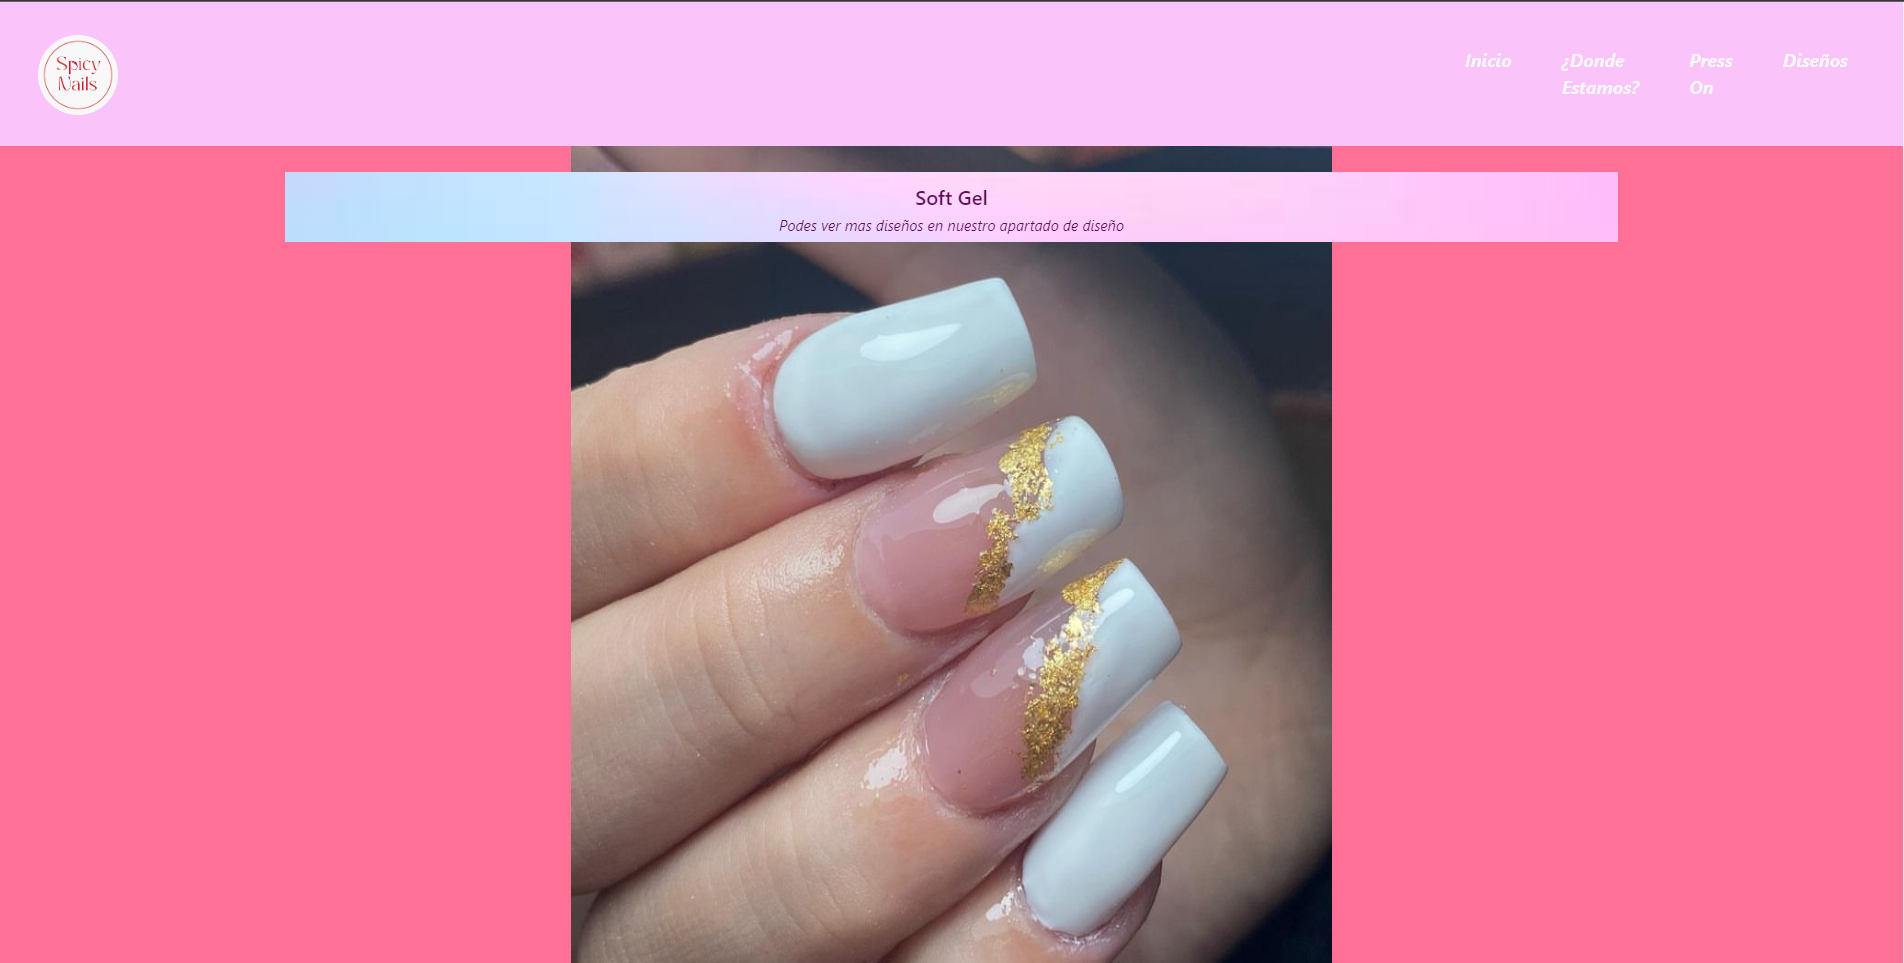 Spicy
Nails
Inicio
¿Donde
Estamos?
Press
On
Diseños
Soft Gel
Podes ver mas diseños en nuestro apartado de diseño